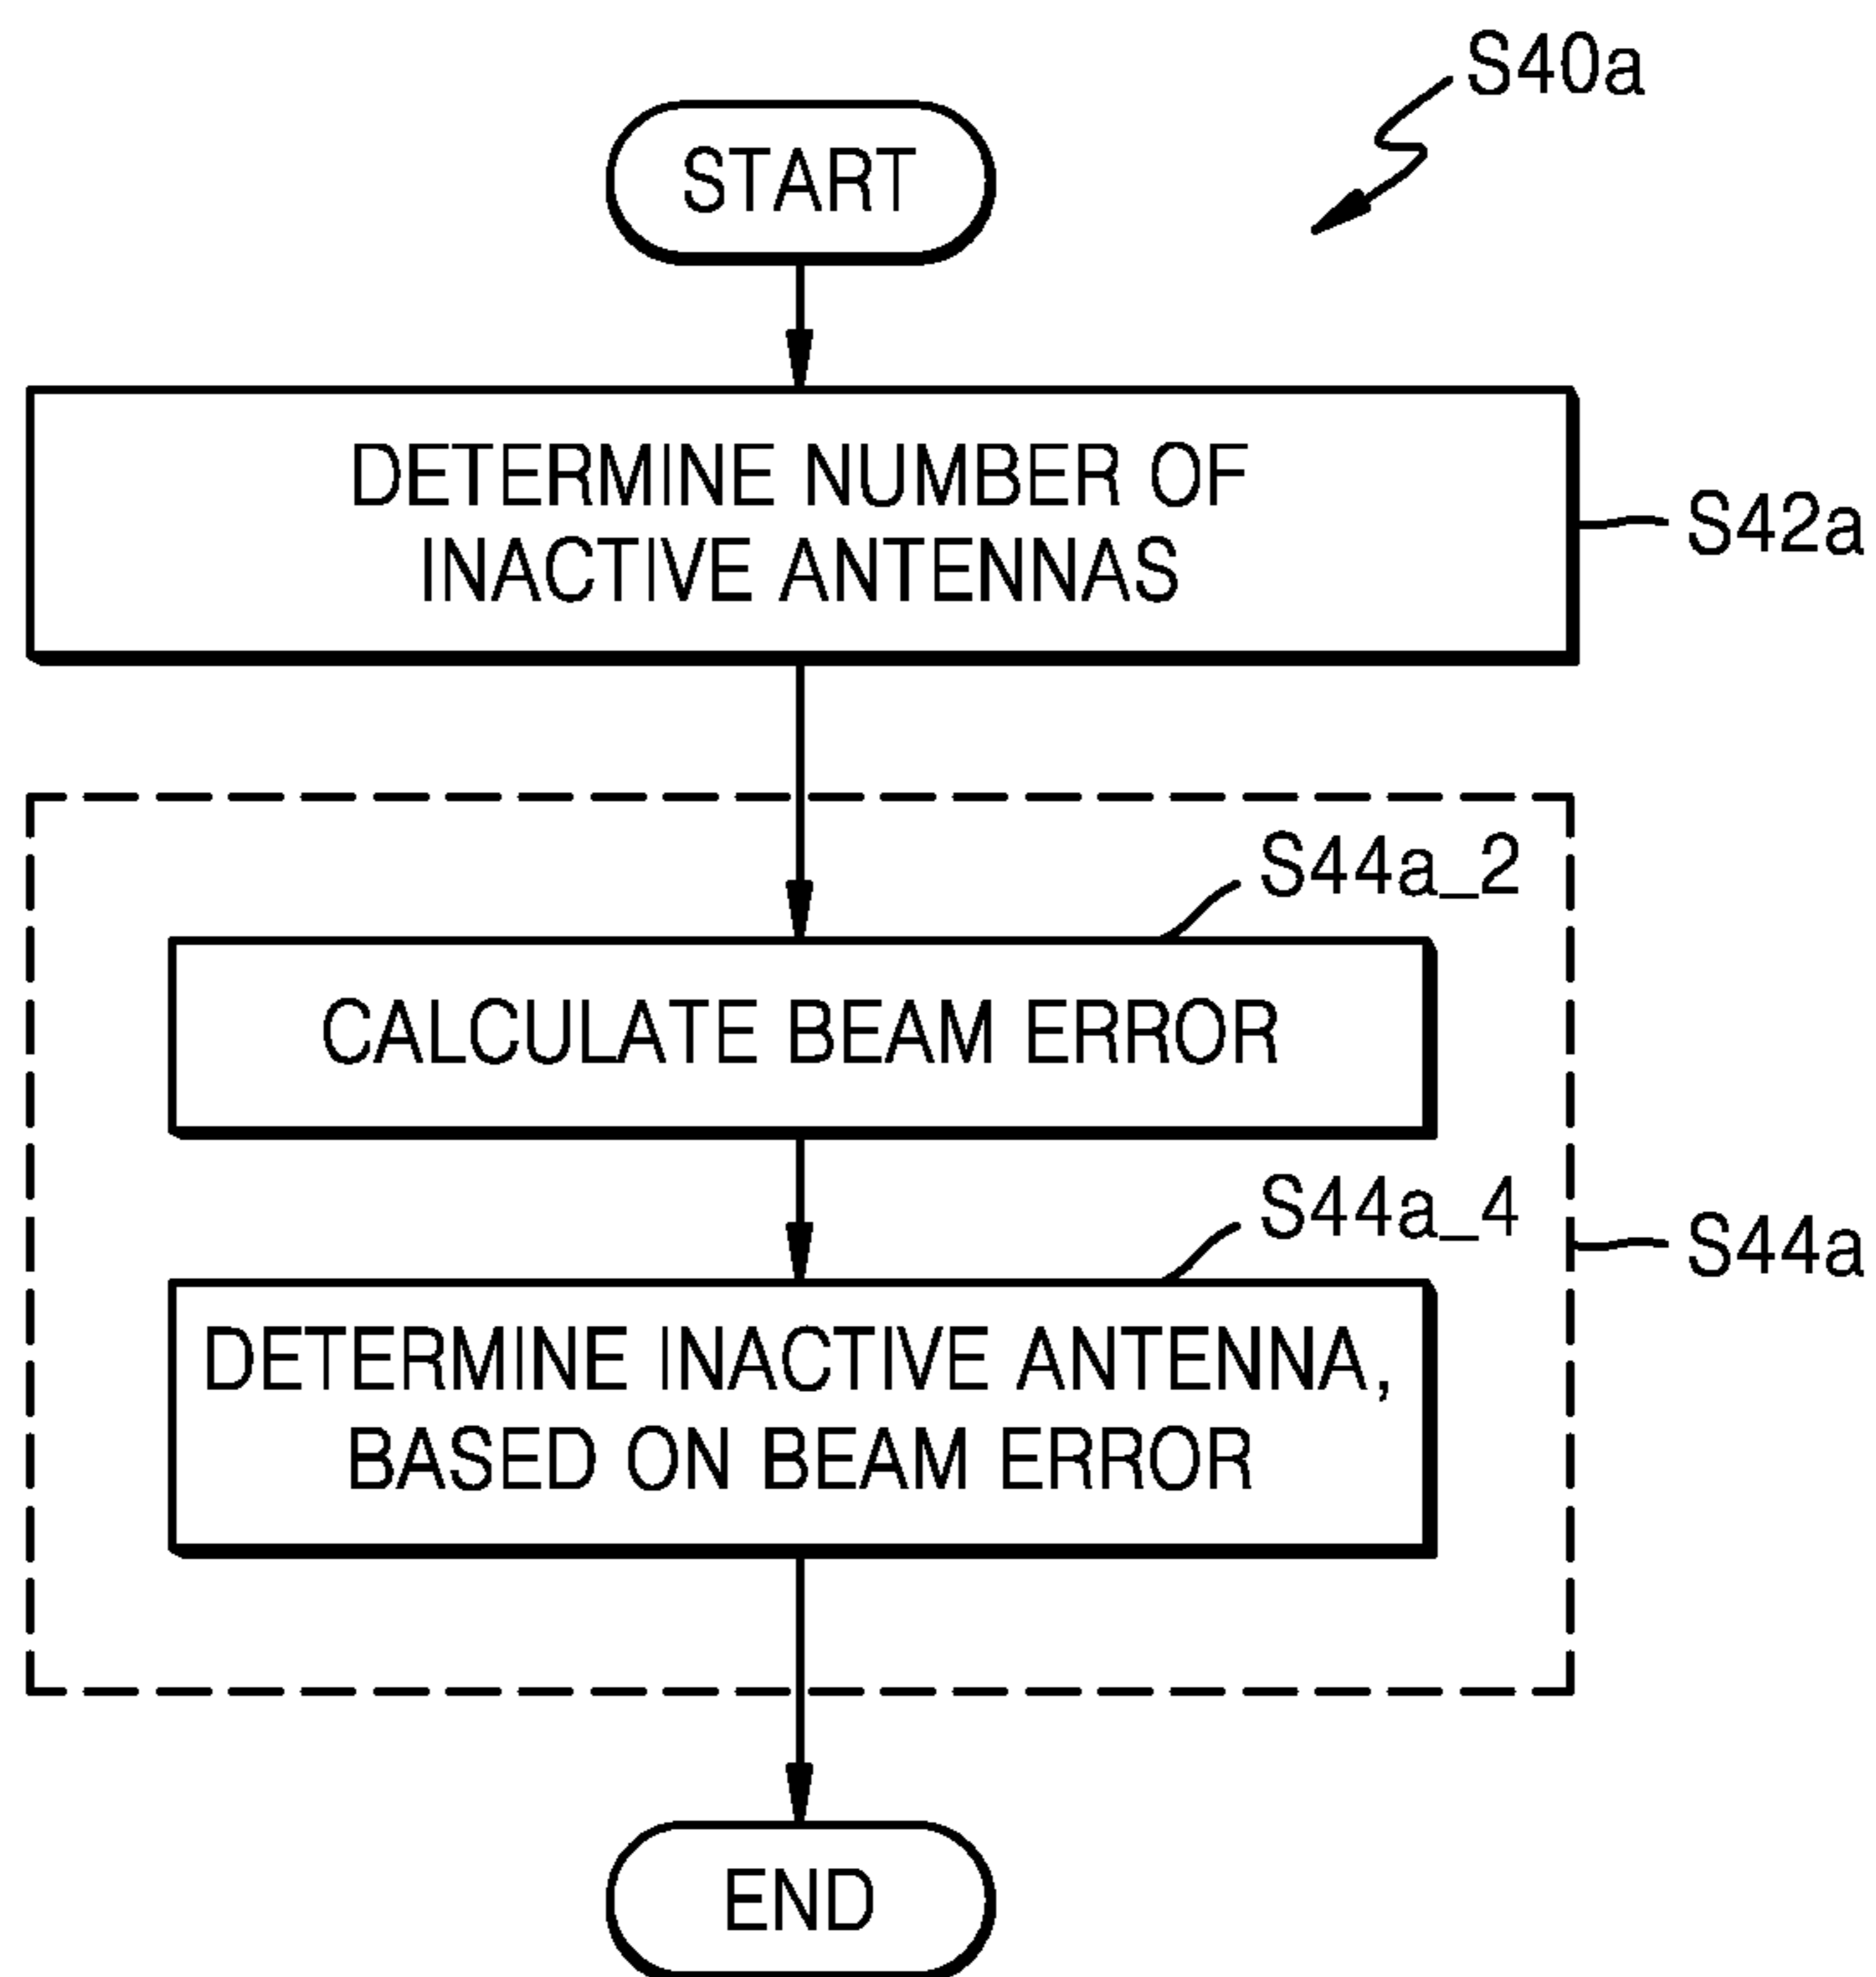 S40a
START
DETERMINE NUMBER OF
INACTIVE ANTENNAS
S42a
S44a_2
CALCULATE BEAM ERROR
S44a_4
S44a
DETERMINE INACTIVE ANTENNA,
BASED ON BEAM ERROR
END